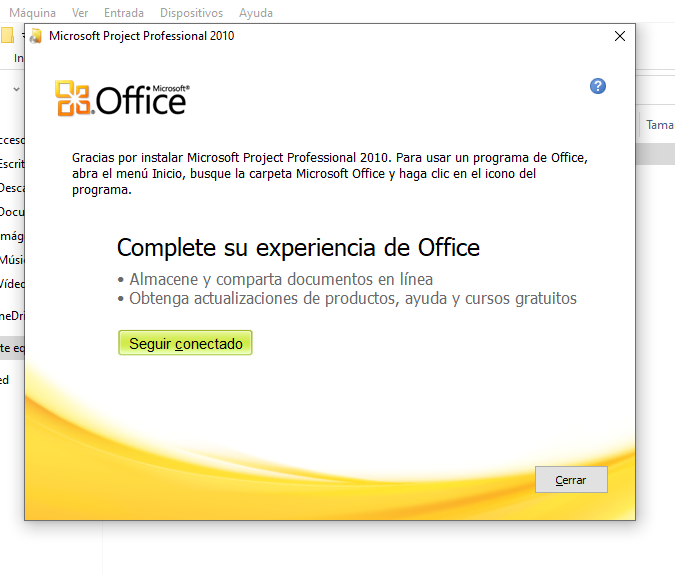 Máquina Ver Entrada Dispositivos Ayuda
Microsoft Project Professional 2010
Microsoft®
Office
Tama
Gracias por instalar Microsoft Project Professional 2010. Para usar un programa de Office,
abra el menú Inicio, busque la carpeta Microsoft Office y haga clic en el icono del
programa.
Complete su experiencia de Office
• Almacene y comparta documentos en línea
• Obtenga actualizaciones de productos, ayuda y cursos gratuitos
Seguir conectado
Cerrar
In
cceso
Escrit
Desca
Docu
mág
Músi
Vídec
neDri
te eq
ed